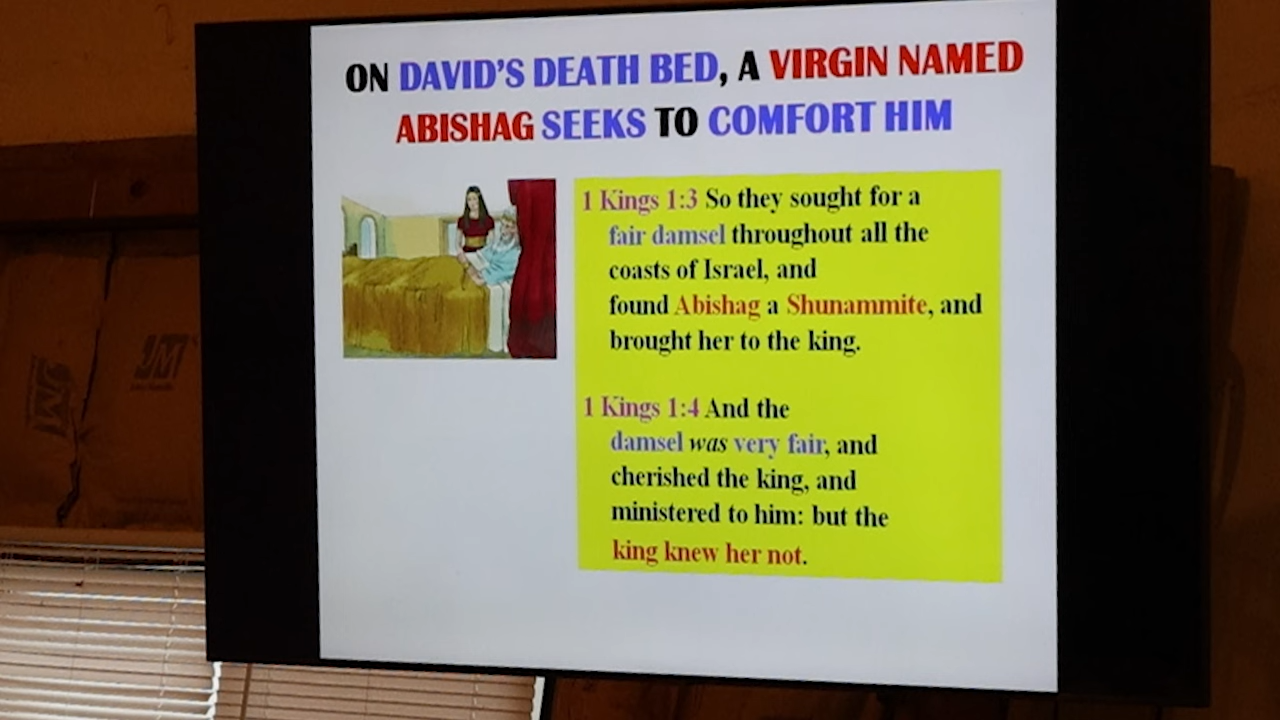 ON DAVID'S DEATH BED, A VIRGIN NAMED
ABISHAG SEEKS TO COMFORT HIM
1 Kings 1:3 So they sought for a
fair damsel throughout all the
coasts of Israel, and
found Abishag a Shunammite, and
brought her to the king.
1 Kings 1:4 And the
damsel was very fair, and
cherished the king, and
ministered to him: but the
king knew her not.
JM
JM